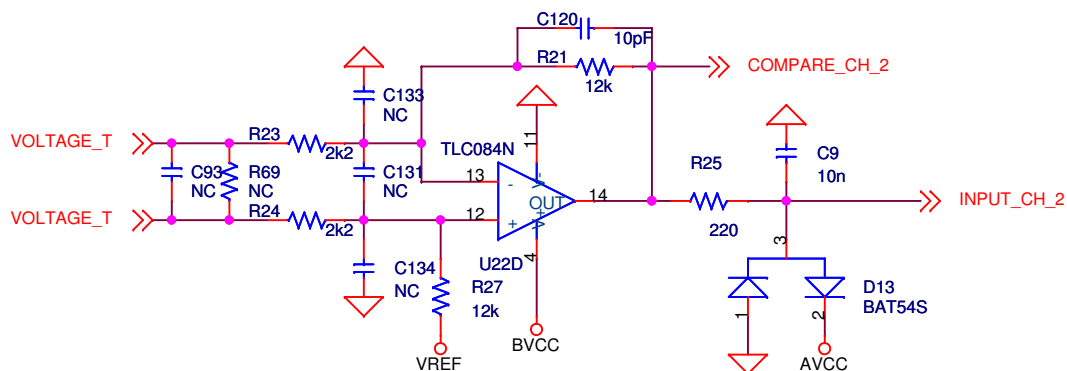 C120
10pF
R21
12k
COMPARE_CH_2
C133
NC
VOLTAGE_T
R23
2k2
TLC084N
11
V-
C93
NC
R69
NC
C131
NC
13
-
OUT
14
R25
220
C9
10n
INPUT_CH_2
VOLTAGE_T
R24
2k2
12
+
V+
4
U22D
3
C134
NC
R27
12k
D13
BAT54S
1
2
VREF
BVCC
AVCC